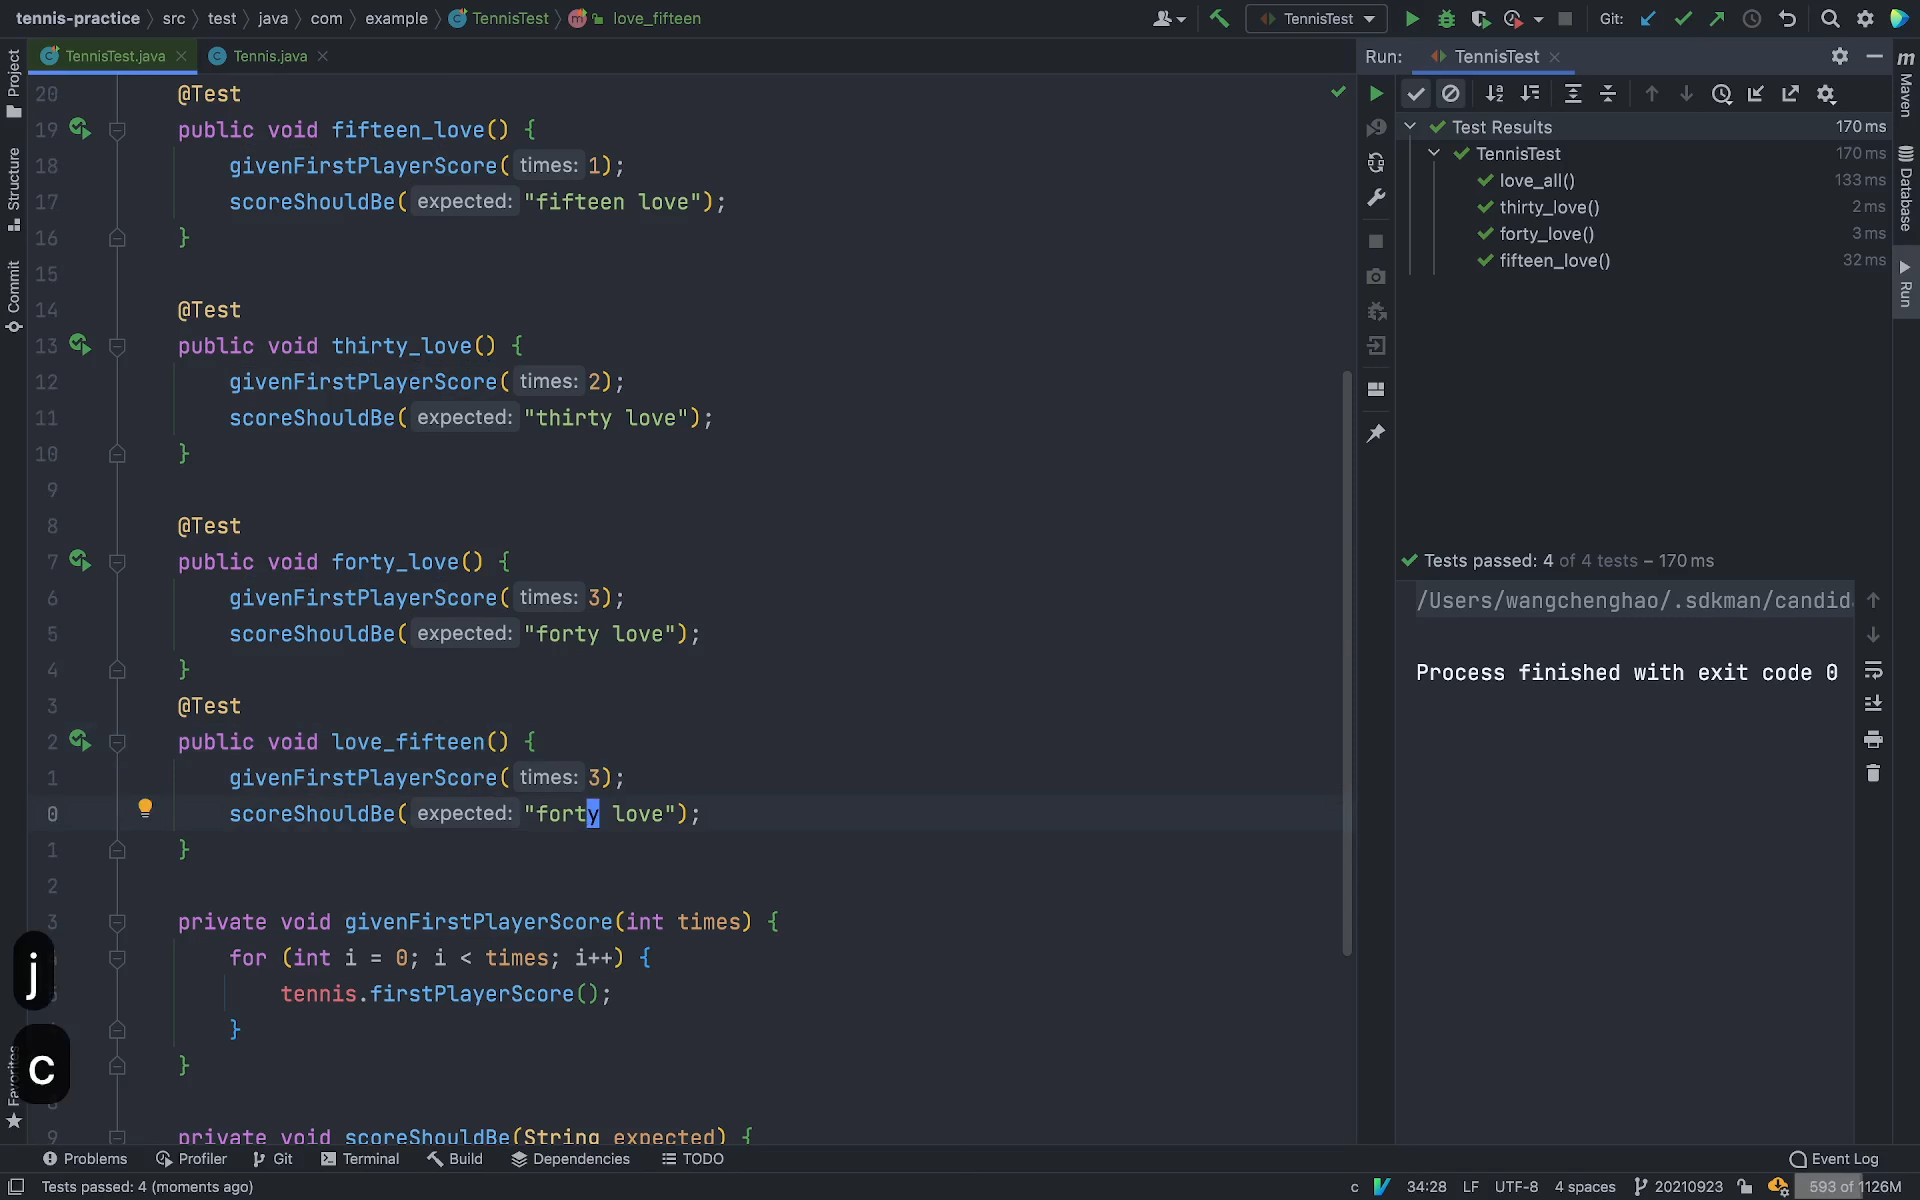 tennis-practice src test java com example TennisTest love_fifteen TennisTest Git:
TennisTest.java Tennis.java Run: TennisTest
Project
Structure
Commit
Favorites
20 @Test
19 public void fifteen_love() {
18 givenFirstPlayerScore( times: 1);
17 scoreShouldBe( expected: "fifteen love");
16 }
15
14 @Test
13 public void thirty_love() {
12 givenFirstPlayerScore( times: 2);
11 scoreShouldBe( expected: "thirty love");
10 }
9
8 @Test
7 public void forty_love() {
6 givenFirstPlayerScore( times: 3);
5 scoreShouldBe( expected: "forty love");
4 }
3 @Test
2 public void love_fifteen() {
1 givenFirstPlayerScore( times: 3);
0 scoreShouldBe( expected: "forty love");
1 }
2
3 private void givenFirstPlayerScore(int times) {
for (int i = 0; i < times; i++) {
tennis.firstPlayerScore();
}
}
9 private void scoreShouldBe(String expected) {
j
c
Test Results 170 ms
TennisTest 170 ms
love_all() 133 ms
thirty_love() 2 ms
forty_love() 3 ms
fifteen_love() 32 ms
Tests passed: 4 of 4 tests – 170 ms
/Users/wangchenghao/.sdkman/candid
Process finished with exit code 0
m Maven
Database
Run
Problems Profiler Git Terminal Build Dependencies TODO Event Log
Tests passed: 4 (moments ago) c 34:28 LF UTF-8 4 spaces 20210923 593 of 1126M